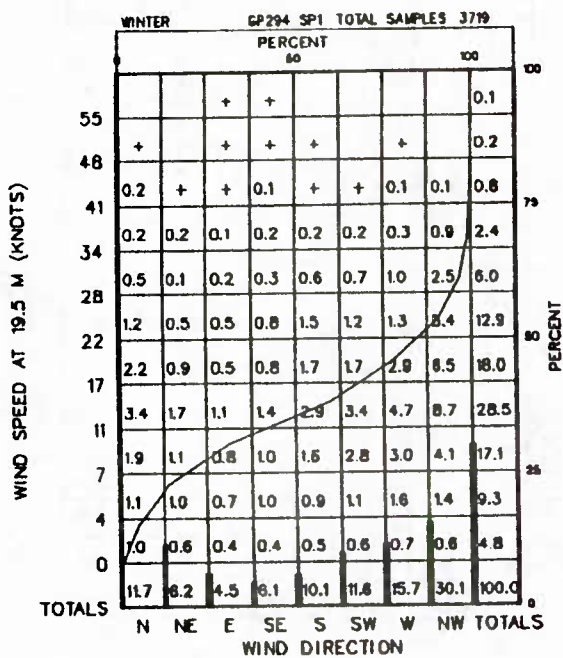 WINTER GP294 SP1 TOTAL SAMPLES 3719
PERCENT
0 50 100
100
+ + 0.1
55
+ + + + + 0.2
48
0.2 + + 0.1 + + 0.1 0.1 0.6
41 75
0.2 0.2 0.1 0.2 0.2 0.2 0.3 0.9 2.4
34
0.5 0.1 0.2 0.3 0.6 0.7 1.0 2.5 6.0
28
1.2 0.5 0.5 0.8 1.5 1.2 1.3 5.4 12.9
22 50
2.2 0.9 0.5 0.8 1.7 1.7 2.9 6.5 18.0
17
3.4 1.7 1.1 1.4 2.9 3.4 4.7 8.7 28.5
11
1.9 1.1 0.8 1.0 1.6 2.8 3.0 4.1 17.1
7 25
1.1 1.0 0.7 1.0 0.9 1.1 1.6 1.4 9.3
4
1.0 0.6 0.4 0.4 0.5 0.6 0.7 0.6 4.8
0
11.7 6.2 4.5 6.1 10.1 11.6 15.7 30.1 100.0
TOTALS 0
N NE E SE S SW W NW TOTALS
WIND DIRECTION
WIND SPEED AT 19.5 M (KNOTS)
PERCENT